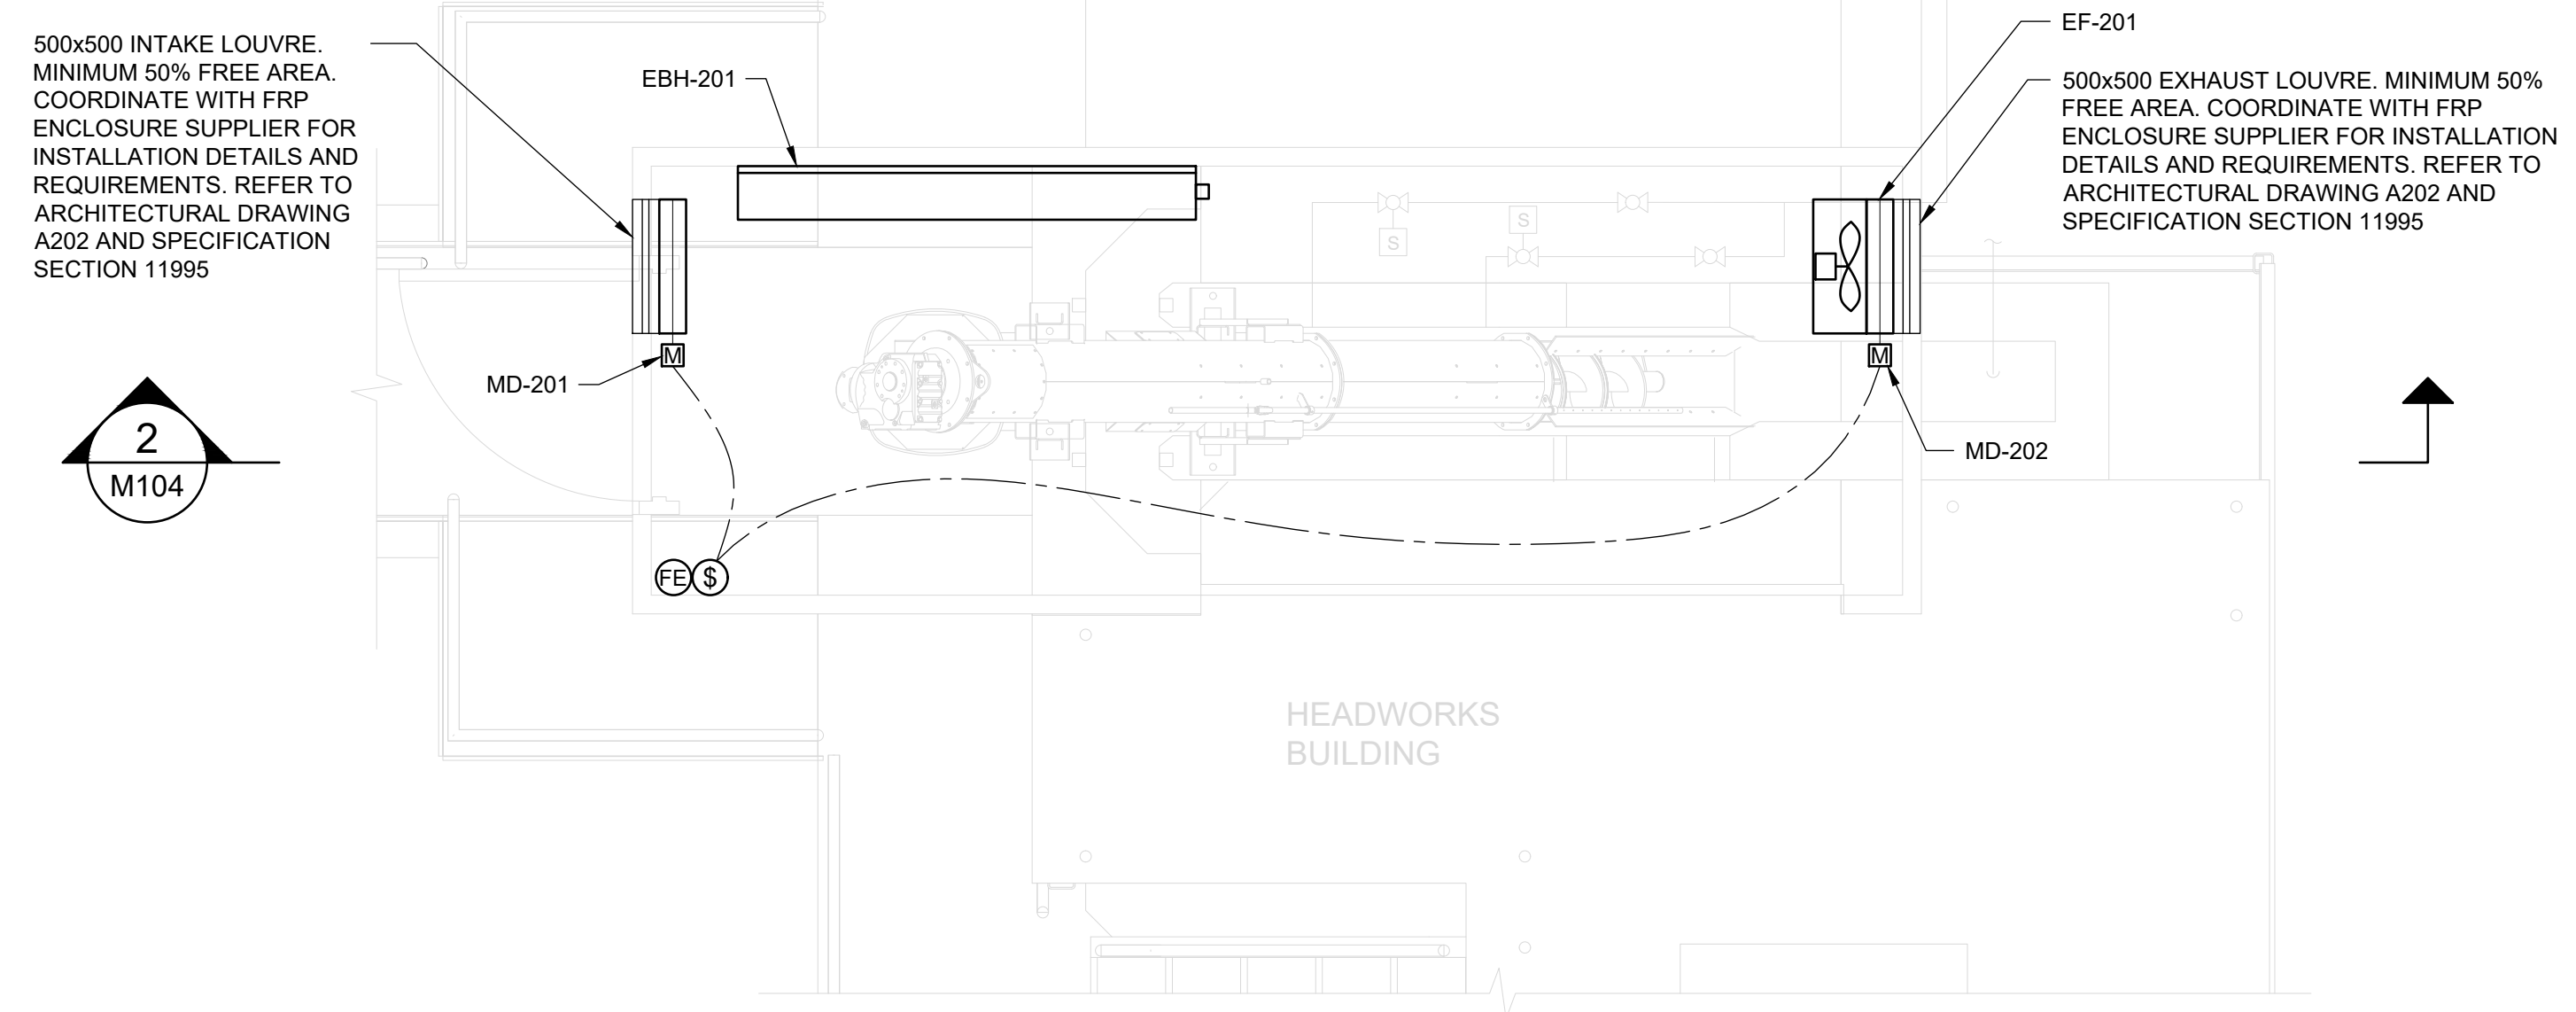 500x500 INTAKE LOUVRE.
MINIMUM 50% FREE AREA.
COORDINATE WITH FRP
ENCLOSURE SUPPLIER FOR
INSTALLATION DETAILS AND
REQUIREMENTS. REFER TO
ARCHITECTURAL DRAWING
A202 AND SPECIFICATION
SECTION 11995
EBH-201
EF-201
500x500 EXHAUST LOUVRE. MINIMUM 50%
FREE AREA. COORDINATE WITH FRP
ENCLOSURE SUPPLIER FOR INSTALLATION
DETAILS AND REQUIREMENTS. REFER TO
ARCHITECTURAL DRAWING A202 AND
SPECIFICATION SECTION 11995
S
S
M
MD-201
M
MD-202
2
M104
FE
$
HEADWORKS
BUILDING